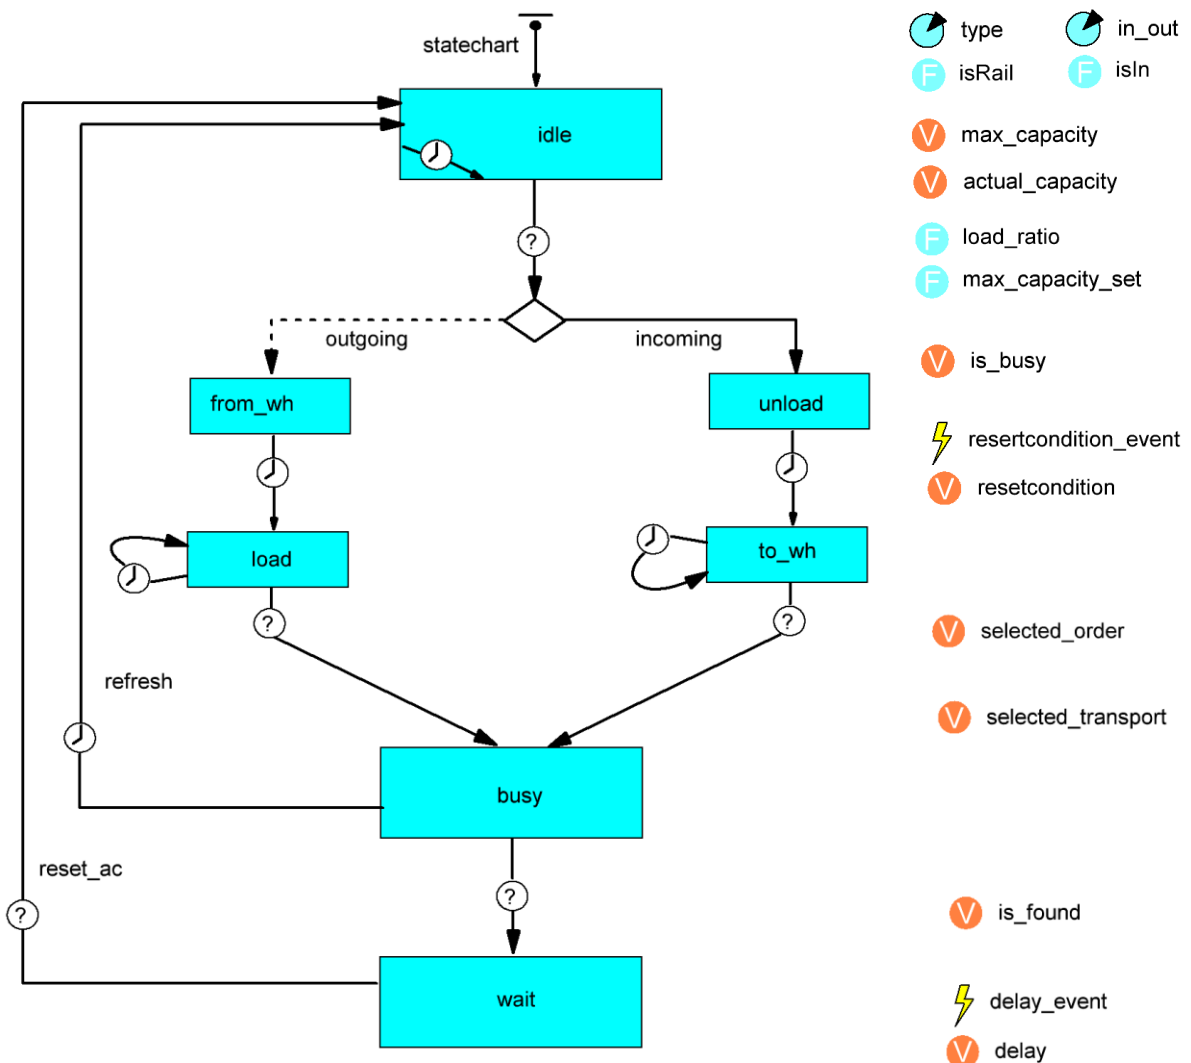 statechart
idle
?
outgoing
incoming
from_wh
unload
load
to_wh
?
?
refresh
busy
reset_ac
?
?
wait
type
in_out
F isRail
F isIn
V max_capacity
V actual_capacity
F load_ratio
F max_capacity_set
V is_busy
resertcondition_event
V resetcondition
V selected_order
V selected_transport
V is_found
delay_event
V delay